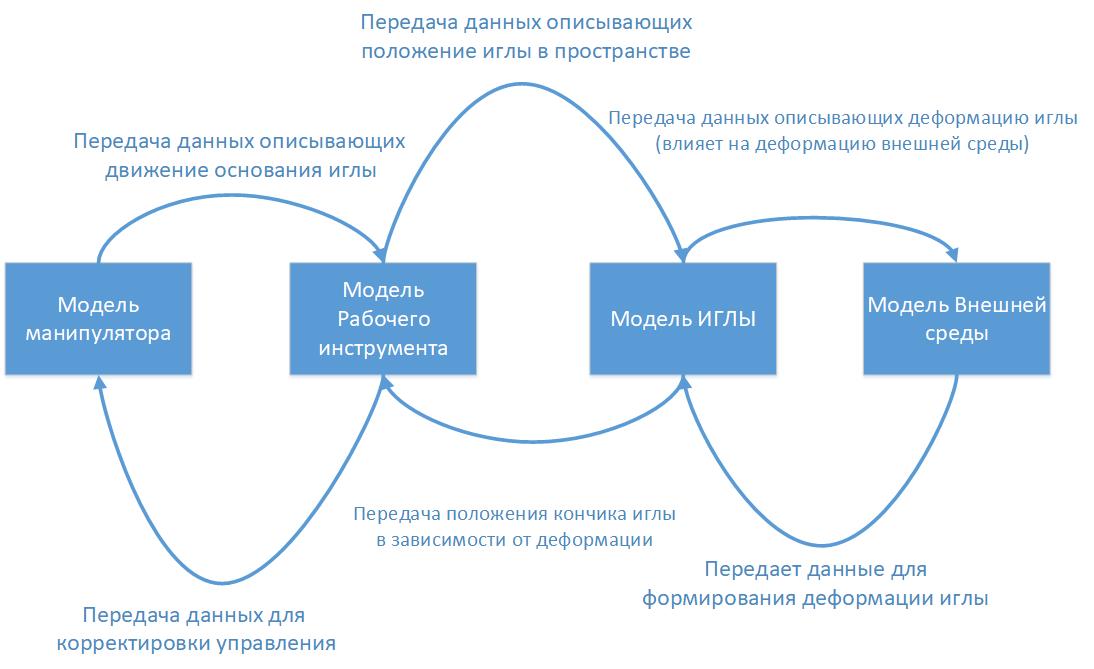 Передача данных описывающих
положение иглы в пространстве
Передача данных описывающих деформацию иглы
(влияет на деформацию внешней среды)
Передача данных описывающих
движение основания иглы
Модель
манипулятора
Модель
Рабочего
инструмента
Модель ИГЛЫ
Модель Внешней
среды
Передача положения кончика иглы
в зависимости от деформации
Передает данные для
формирования деформации иглы
Передача данных для
корректировки управления